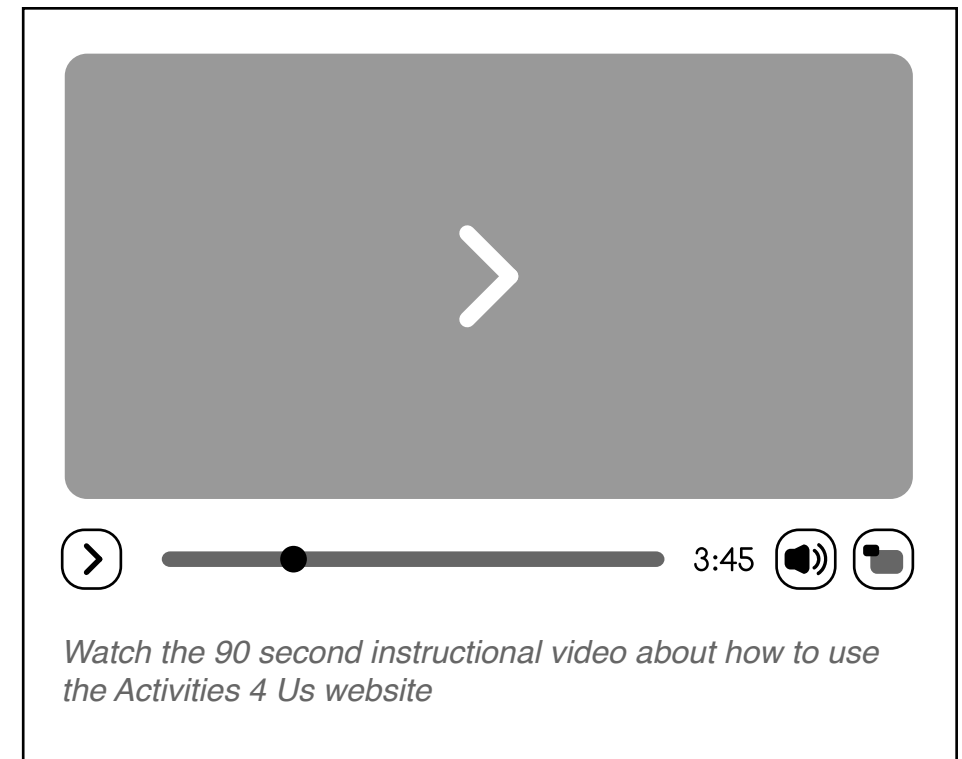 3:45
Watch the 90 second instructional video about how to use
the Activities 4 Us website